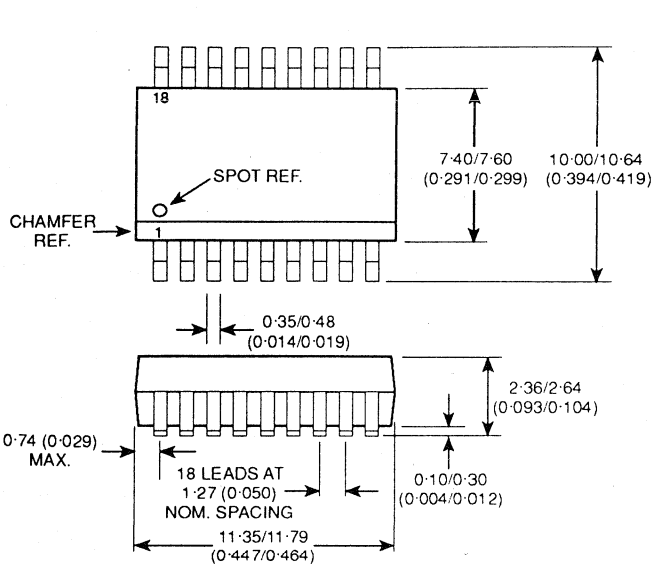 18
SPOT REF.
CHAMFER
REF.
1
7·40/7·60
(0·291/0·299)
10·00/10·64
(0·394/0·419)
0·35/0·48
(0·014/0·019)
2·36/2·64
(0·093/0·104)
0·74 (0·029)
MAX.
18 LEADS AT
1·27 (0·050)
NOM. SPACING
0·10/0·30
(0·004/0·012)
11·35/11·79
(0·447/0·464)